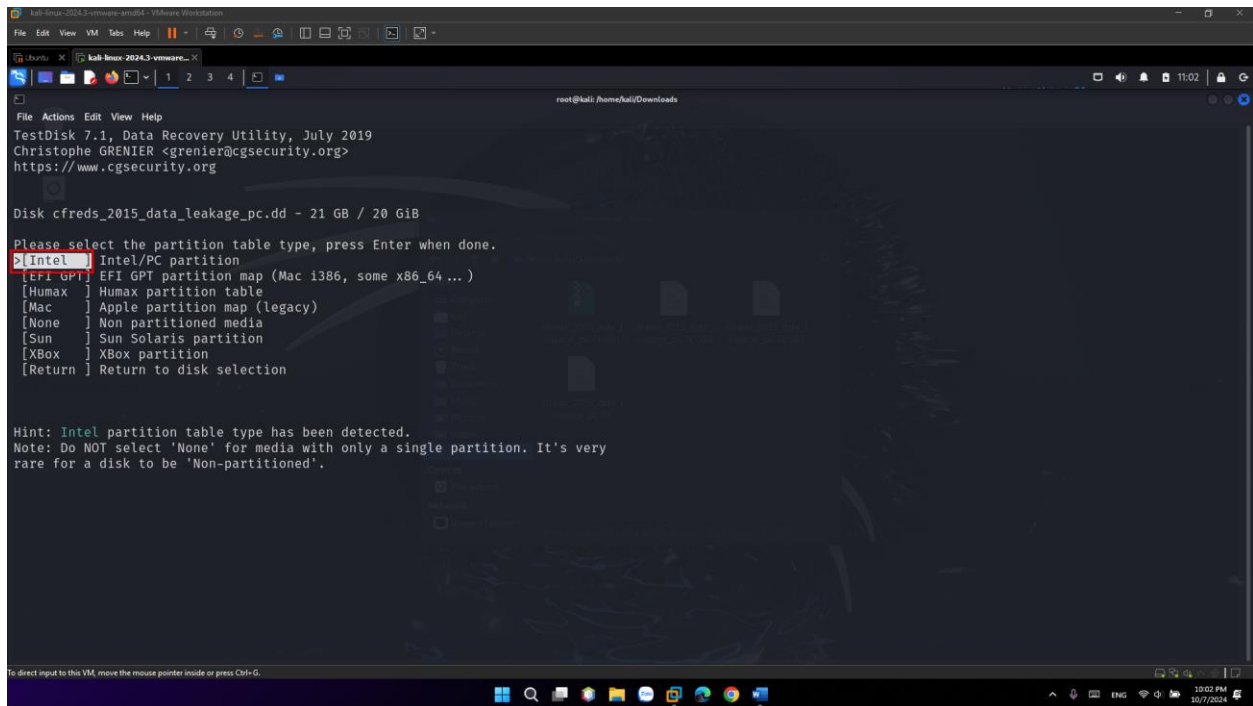 kali-linux-2024.3-vmware-amd64 - VMware Workstation
File Edit View VM Tabs Help
Ubuntu
kali-linux-2024.3-vmware...
1 2 3 4
11:02
root@kali: /home/kali/Downloads
File Actions Edit View Help
TestDisk 7.1, Data Recovery Utility, July 2019
Christophe GRENIER <grenier@cgsecurity.org>
https://www.cgsecurity.org
Disk cfreds_2015_data_leakage_pc.dd - 21 GB / 20 GiB
Please select the partition table type, press Enter when done.
>[Intel ] Intel/PC partition
[EFI GPT] EFI GPT partition map (Mac i386, some x86_64...)
[Humax ] Humax partition table
[Mac ] Apple partition map (legacy)
[None ] Non partitioned media
[Sun ] Sun Solaris partition
[XBox ] XBox partition
[Return ] Return to disk selection
Hint: Intel partition table type has been detected.
Note: Do NOT select 'None' for media with only a single partition. It's very
rare for a disk to be 'Non-partitioned'.
To direct input to this VM, move the mouse pointer inside or press Ctrl+G.
ENG
10:02 PM
10/7/2024